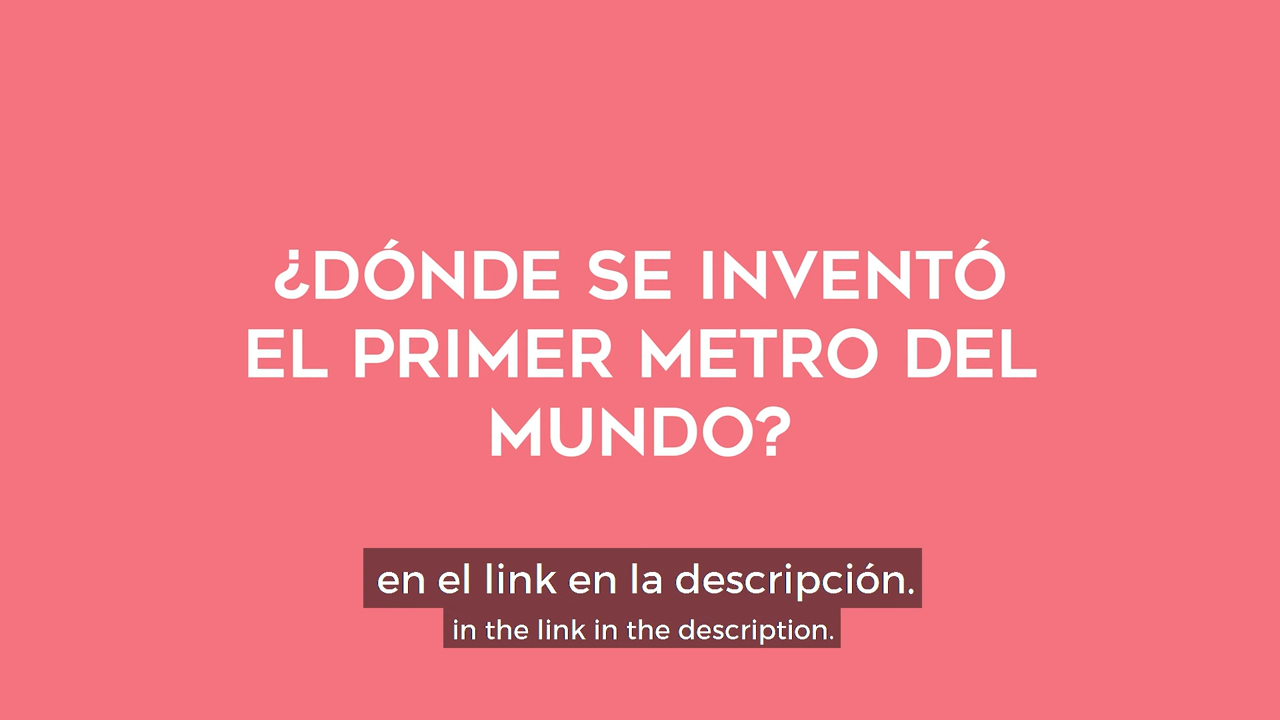 ¿DÓNDE SE INVENTÓ
EL PRIMER METRO DEL
MUNDO?
en el link en la descripción.
in the link in the description.